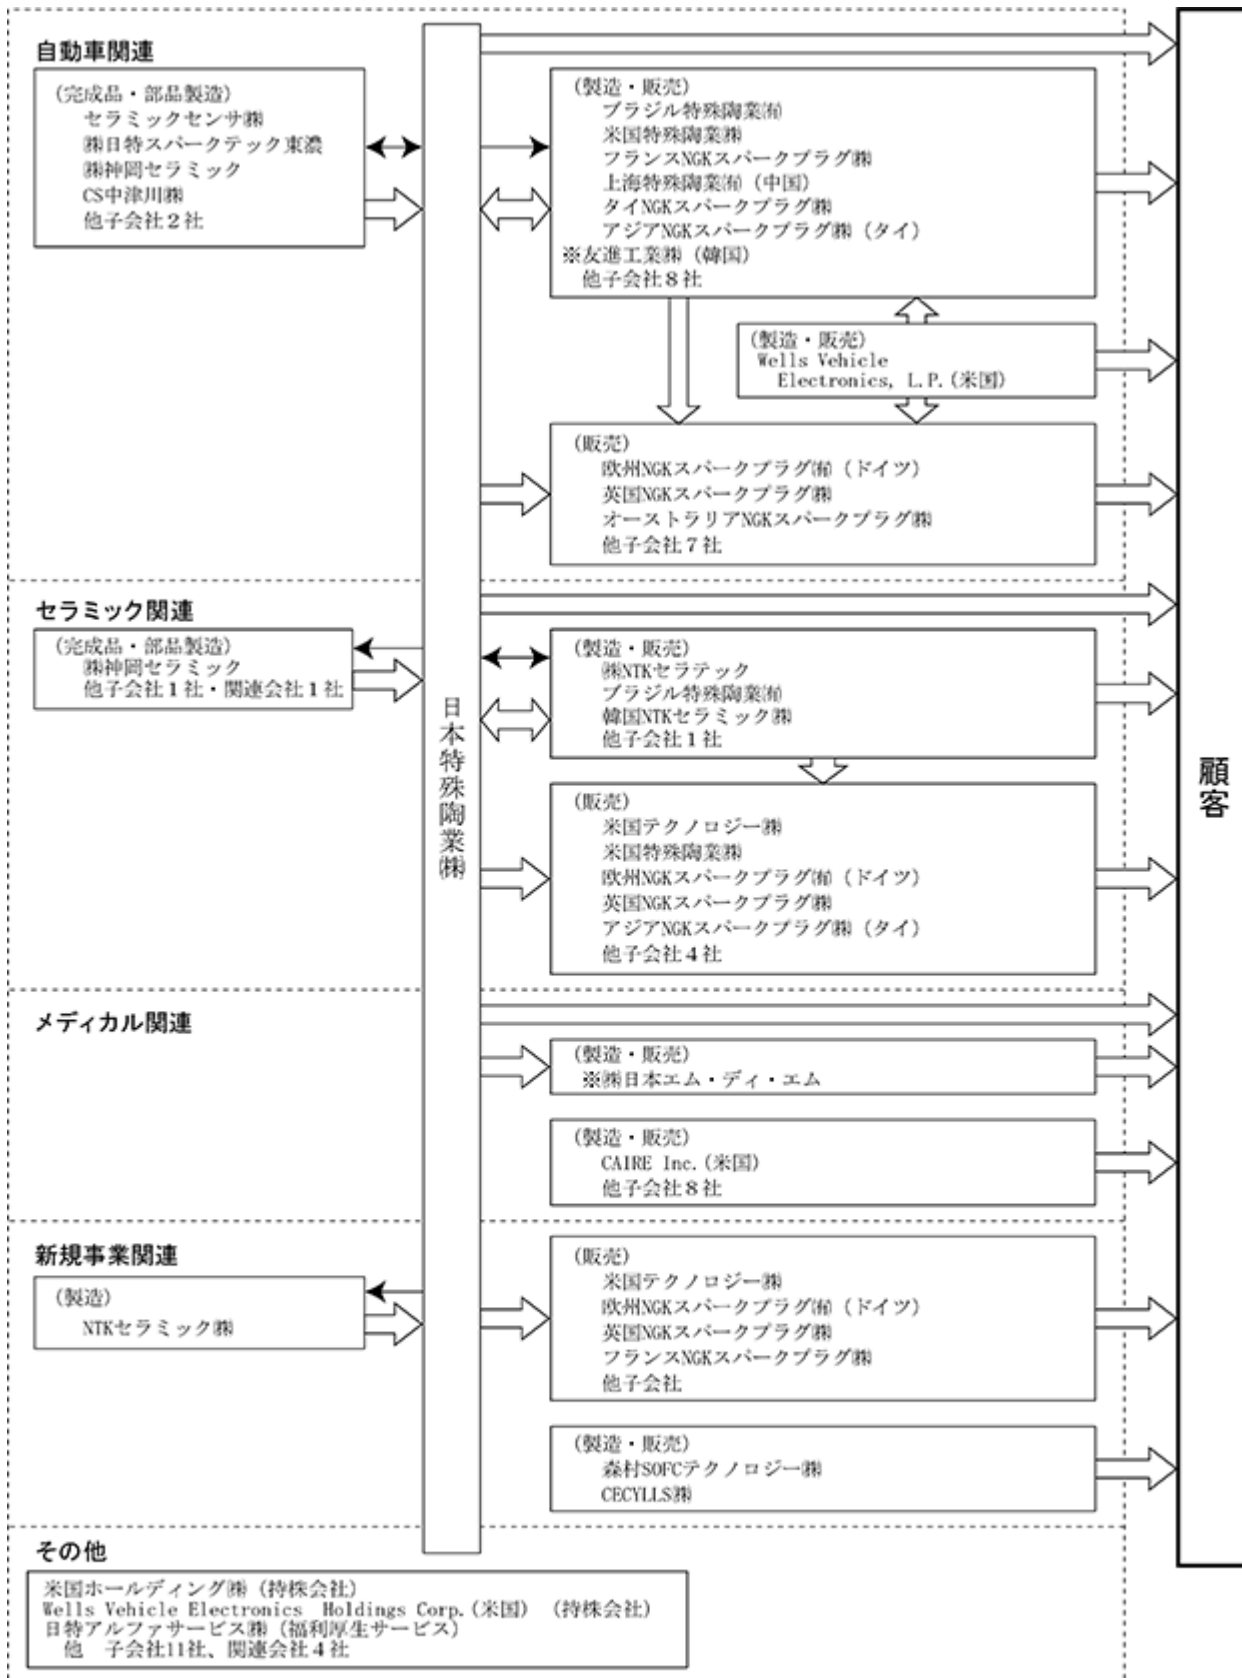 自動車関連
(完成品・部品製造)
セラミックセンサ㈱
㈱日特スパークテック東濃
㈱神岡セラミック
CS中津川㈱
他子会社2社
(製造・販売)
ブラジル特殊陶業㈲
米国特殊陶業㈱
フランスNGKスパークプラグ㈱
上海特殊陶業㈲(中国)
タイNGKスパークプラグ㈱
アジアNGKスパークプラグ㈱(タイ)
※友進工業㈱(韓国)
他子会社8社
(製造・販売)
Wells Vehicle
Electronics, L.P.(米国)
(販売)
欧州NGKスパークプラグ㈲(ドイツ)
英国NGKスパークプラグ㈱
オーストラリアNGKスパークプラグ㈱
他子会社7社
セラミック関連
(完成品・部品製造)
㈱神岡セラミック
他子会社1社・関連会社1社
(製造・販売)
㈱NTKセラテック
ブラジル特殊陶業㈲
韓国NTKセラミック㈱
他子会社1社
(販売)
米国テクノロジー㈱
米国特殊陶業㈱
欧州NGKスパークプラグ㈲(ドイツ)
英国NGKスパークプラグ㈱
アジアNGKスパークプラグ㈱(タイ)
他子会社4社
日本特殊陶業㈱
顧客
メディカル関連
(製造・販売)
※㈱日本エム・ディ・エム
(製造・販売)
CAIRE Inc.(米国)
他子会社8社
新規事業関連
(製造)
NTKセラミック㈱
(販売)
米国テクノロジー㈱
欧州NGKスパークプラグ㈲(ドイツ)
英国NGKスパークプラグ㈱
フランスNGKスパークプラグ㈱
他子会社
(製造・販売)
森村SOFCテクノロジー㈱
CECYLLS㈱
その他
米国ホールディング㈱(持株会社)
Wells Vehicle Electronics Holdings Corp.(米国) (持株会社)
日特アルファサービス㈱(福利厚生サービス)
他 子会社11社、関連会社4社